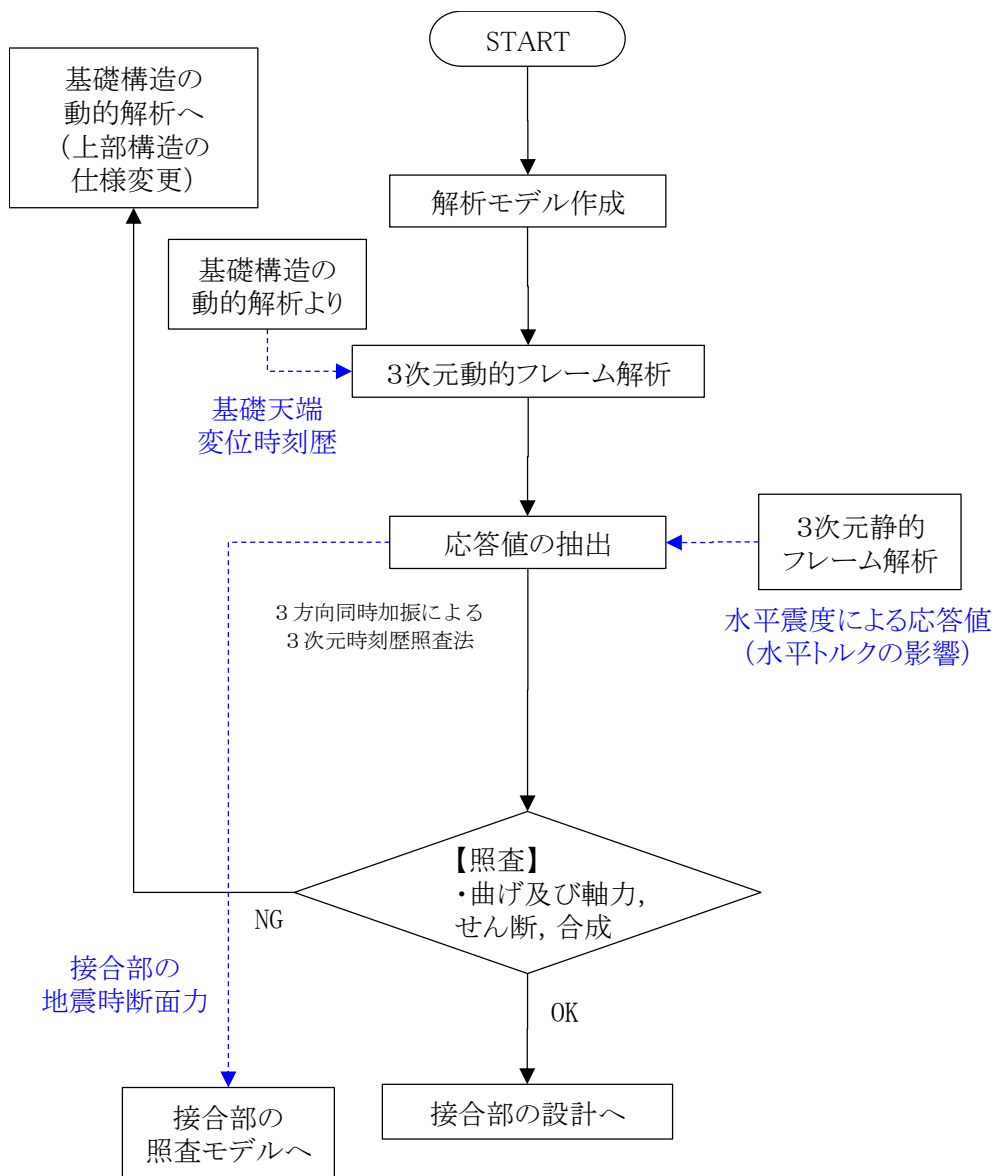 START
基礎構造の
動的解析へ
(上部構造の
仕様変更)
解析モデル作成
基礎構造の
動的解析より
3次元動的フレーム解析
基礎天端
変位時刻歴
応答値の抽出
3次元静的
フレーム解析
3方向同時加振による
3次元時刻歴照査法
水平震度による応答値
(水平トルクの影響)
【照査】
・曲げ及び軸力,
せん断, 合成
NG
接合部の
地震時断面力
OK
接合部の
照査モデルへ
接合部の設計へ